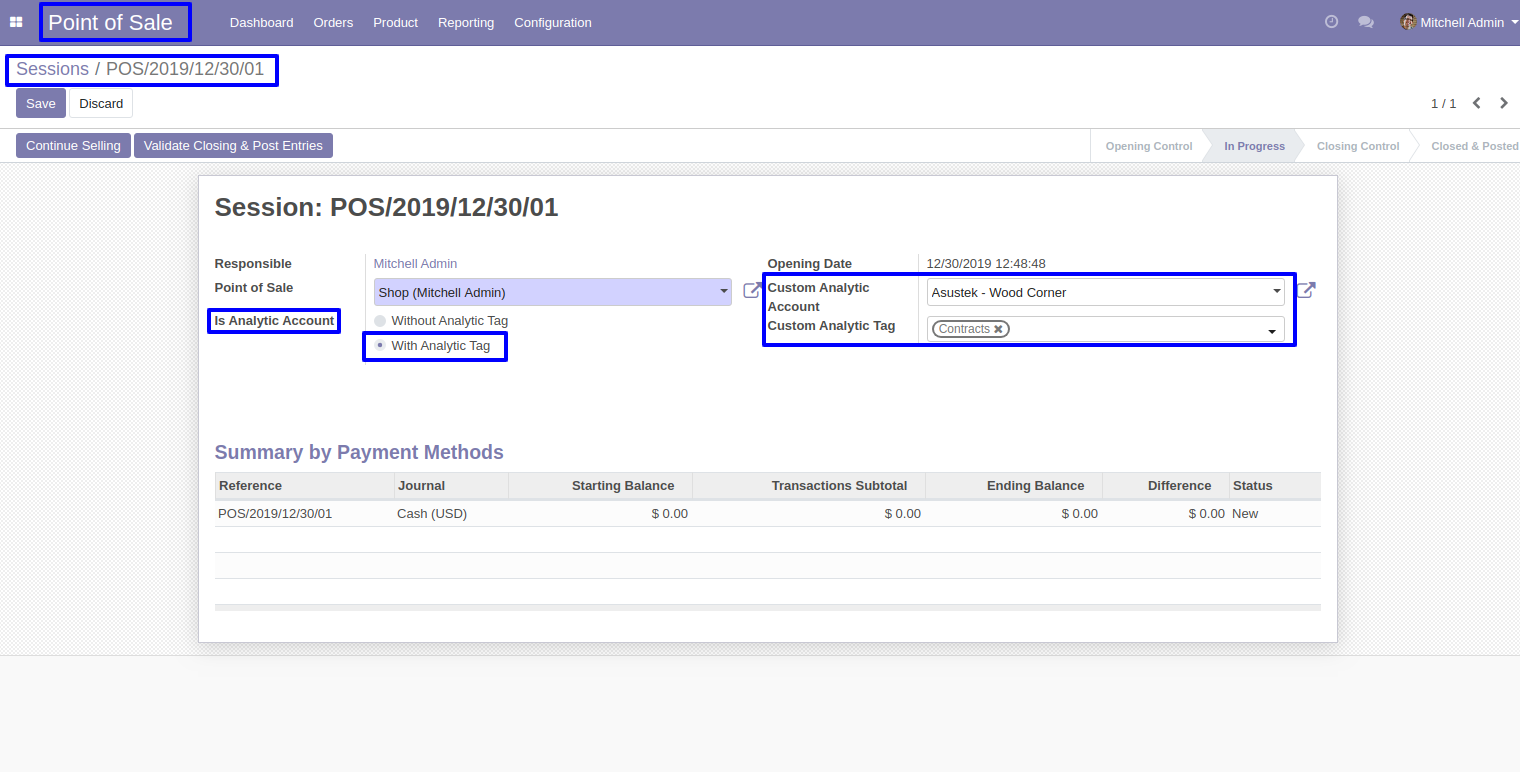 Point of Sale Dashboard Orders Product Reporting Configuration Mitchell Admin
Sessions / POS/2019/12/30/01
Save Discard 1 / 1
Continue Selling Validate Closing & Post Entries Opening Control In Progress Closing Control Closed & Posted
Session: POS/2019/12/30/01
Responsible Mitchell Admin
Point of Sale Shop (Mitchell Admin)
Is Analytic Account Without Analytic Tag
With Analytic Tag
Opening Date 12/30/2019 12:48:48
Custom Analytic Account Asustek - Wood Corner
Custom Analytic Tag Contracts
Summary by Payment Methods
Reference Journal Starting Balance Transactions Subtotal Ending Balance Difference Status
POS/2019/12/30/01 Cash (USD) $ 0.00 $ 0.00 $ 0.00 $ 0.00 New